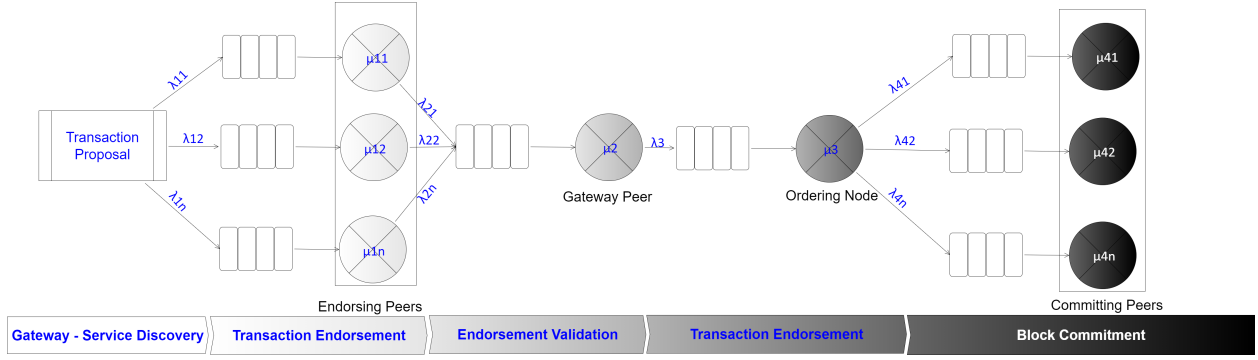 λ11
μ11
λ21
λ41
μ41
Transaction
Proposal
λ12
μ12
λ22
μ2
λ3
μ3
λ42
μ42
Gateway Peer
Ordering Node
λ1n
μ1n
λ2n
λ4n
μ4n
Endorsing Peers
Committing Peers
Gateway - Service Discovery
Transaction Endorsement
Endorsement Validation
Transaction Endorsement
Block Commitment